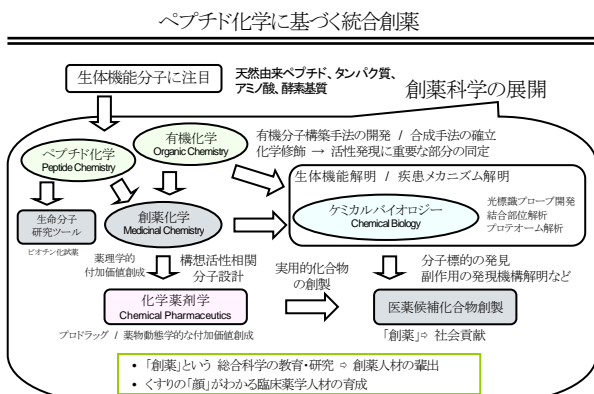 ペプチド化学に基づく統合創薬
生体機能分子に注目
天然由来ペプチド、タンパク質、
アミノ酸、酵素基質
創薬科学の展開
ペプチド化学
Peptide Chemistry
有機化学
Organic Chemistry
有機分子構築手法の開発 / 合成手法の確立
化学修飾 → 活性発現に重要な部分の同定
生体機能解明 / 疾患メカニズム解明
生命分子
研究ツール
ビオチン化試薬
創薬化学
Medicinal Chemistry
ケミカルバイオロジー
Chemical Biology
光標識プローブ開発
結合部位解析
プロテオーム解析
薬理学的
付加価値創成
構想活性相関
分子設計
実用的化合物
の創製
分子標的の発見
副作用の発現機構解明など
化学薬剤学
Chemical Pharmaceutics
医薬候補化合物創製
プロドラッグ / 薬物動態学的な付加価値創成
「創薬」⇨ 社会貢献
• 「創薬」という 総合科学の教育・研究 ⇨ 創薬人材の輩出
• くすりの「顔」がわかる臨床薬学人材の育成